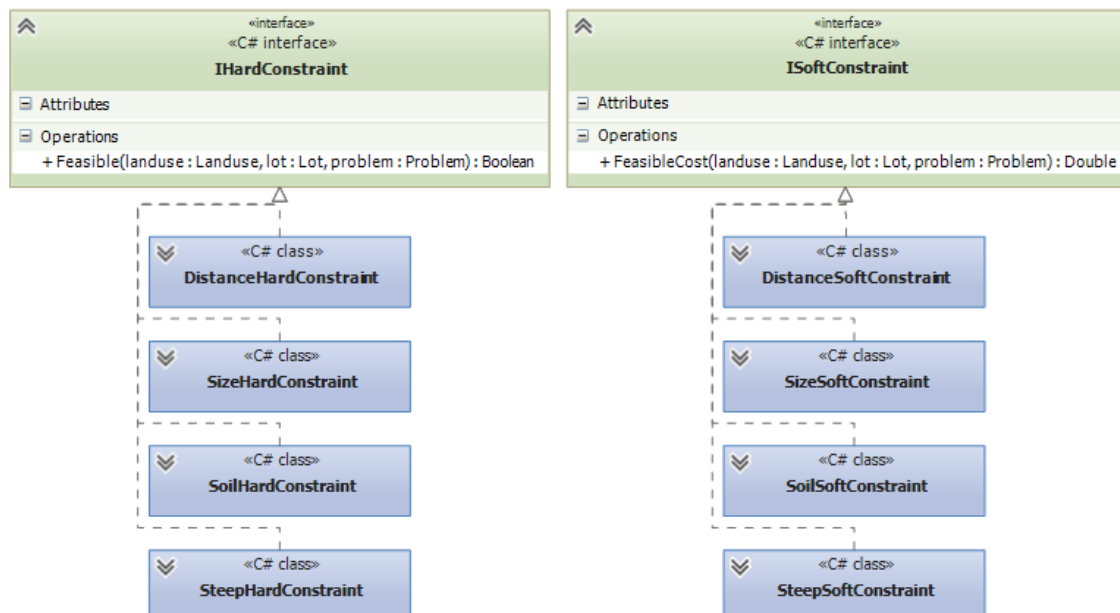 «interface»
«C# interface»
IHardConstraint
Attributes
Operations
+ Feasible(landuse : Landuse, lot : Lot, problem : Problem) : Boolean
«C# class»
DistanceHardConstraint
«C# class»
SizeHardConstraint
«C# class»
SoilHardConstraint
«C# class»
SteepHardConstraint
«interface»
«C# interface»
ISoftConstraint
Attributes
Operations
+ FeasibleCost(landuse : Landuse, lot : Lot, problem : Problem) : Double
«C# class»
DistanceSoftConstraint
«C# class»
SizeSoftConstraint
«C# class»
SoilSoftConstraint
«C# class»
SteepSoftConstraint